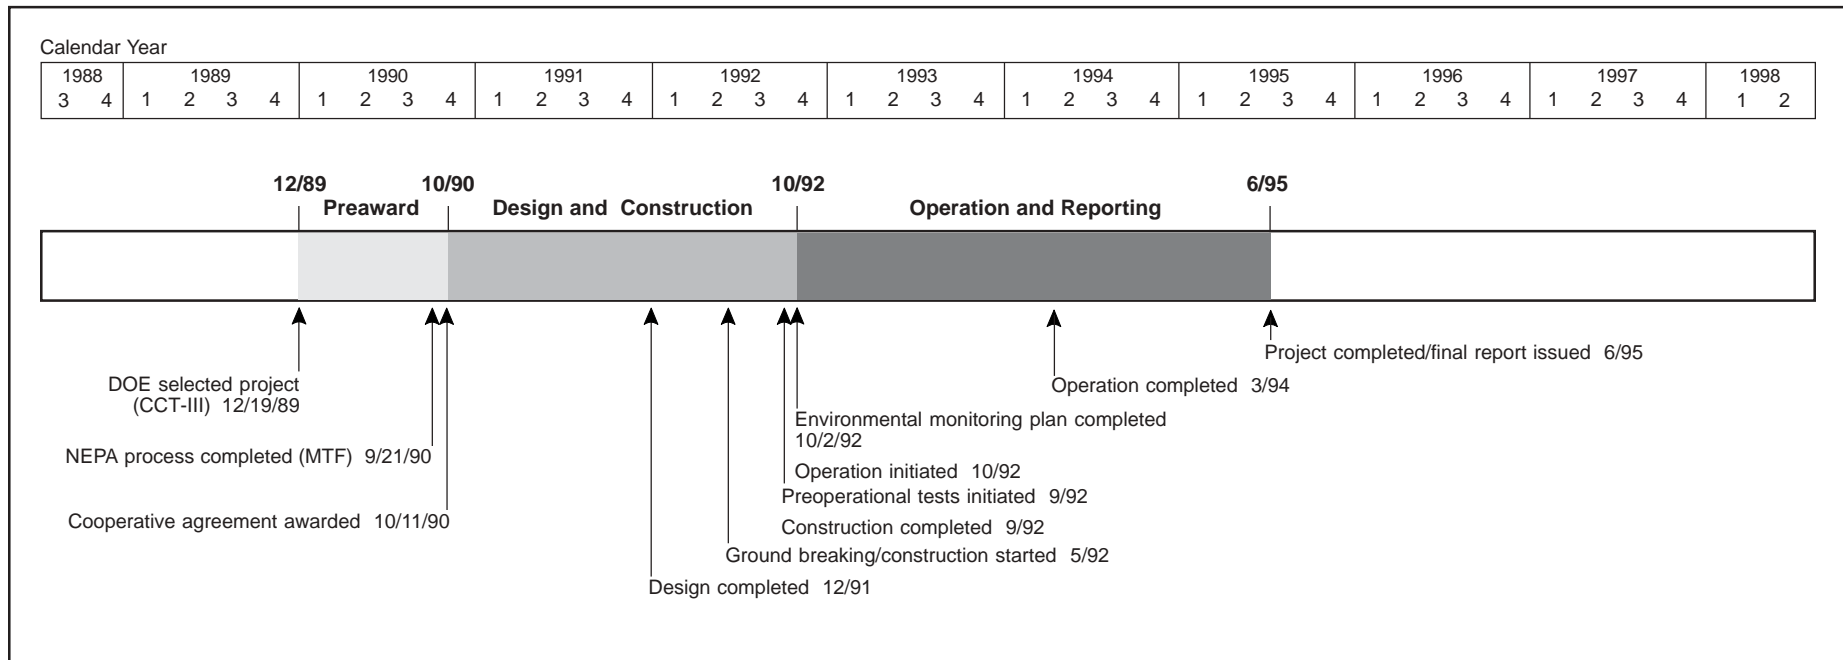 Calendar Year
1988 1989 1990 1991 1992 1993 1994 1995 1996 1997 1998
3 4 1 2 3 4 1 2 3 4 1 2 3 4 1 2 3 4 1 2 3 4 1 2 3 4 1 2 3 4 1 2 3 4 1 2 3 4 1 2
12/89 10/90 10/92 6/95
Preaward Design and Construction Operation and Reporting
Project completed/final report issued 6/95
DOE selected project
(CCT-III) 12/19/89
Operation completed 3/94
Environmental monitoring plan completed
10/2/92
NEPA process completed (MTF) 9/21/90
Operation initiated 10/92
Preoperational tests initiated 9/92
Cooperative agreement awarded 10/11/90
Construction completed 9/92
Ground breaking/construction started 5/92
Design completed 12/91